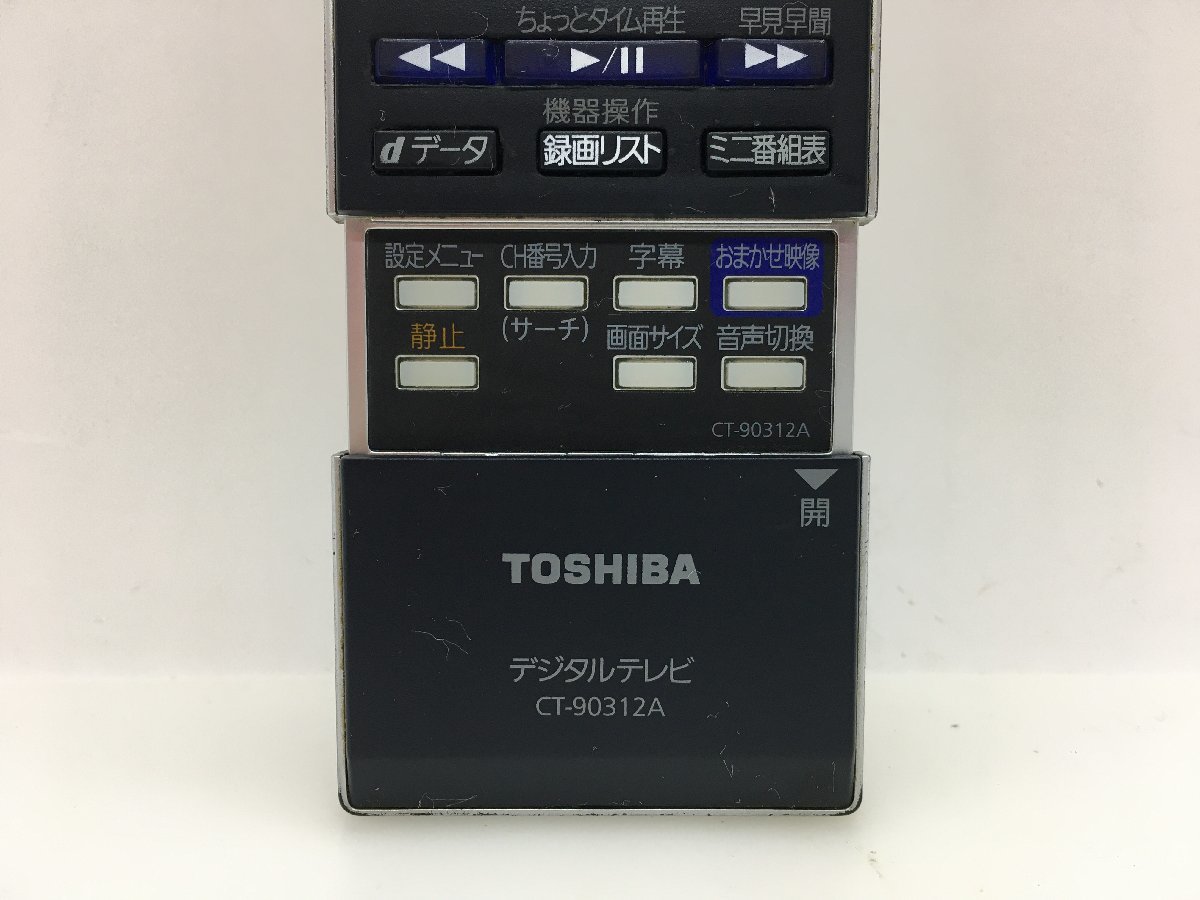 ちょっとタイム再生 早見早聞
◀◀ ▶/II ▶▶
機器操作
dデータ 録画リスト ミニ番組表
設定メニュー CH番号入力 字幕 おまかせ映像
静止 (サーチ) 画面サイズ 音声切換
CT-90312A
開
TOSHIBA
デジタルテレビ
CT-90312A